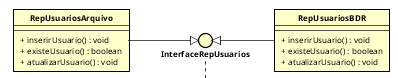 RepUsuariosArquivo
+ inserirUsuario() : void
+ existeUsuario() : boolean
+ atualizarUsuario() : void
InterfaceRepUsuarios
RepUsuariosBDR
+ inserirUsuario() : void
+ existeUsuario() : boolean
+ atualizarUsuario() : void